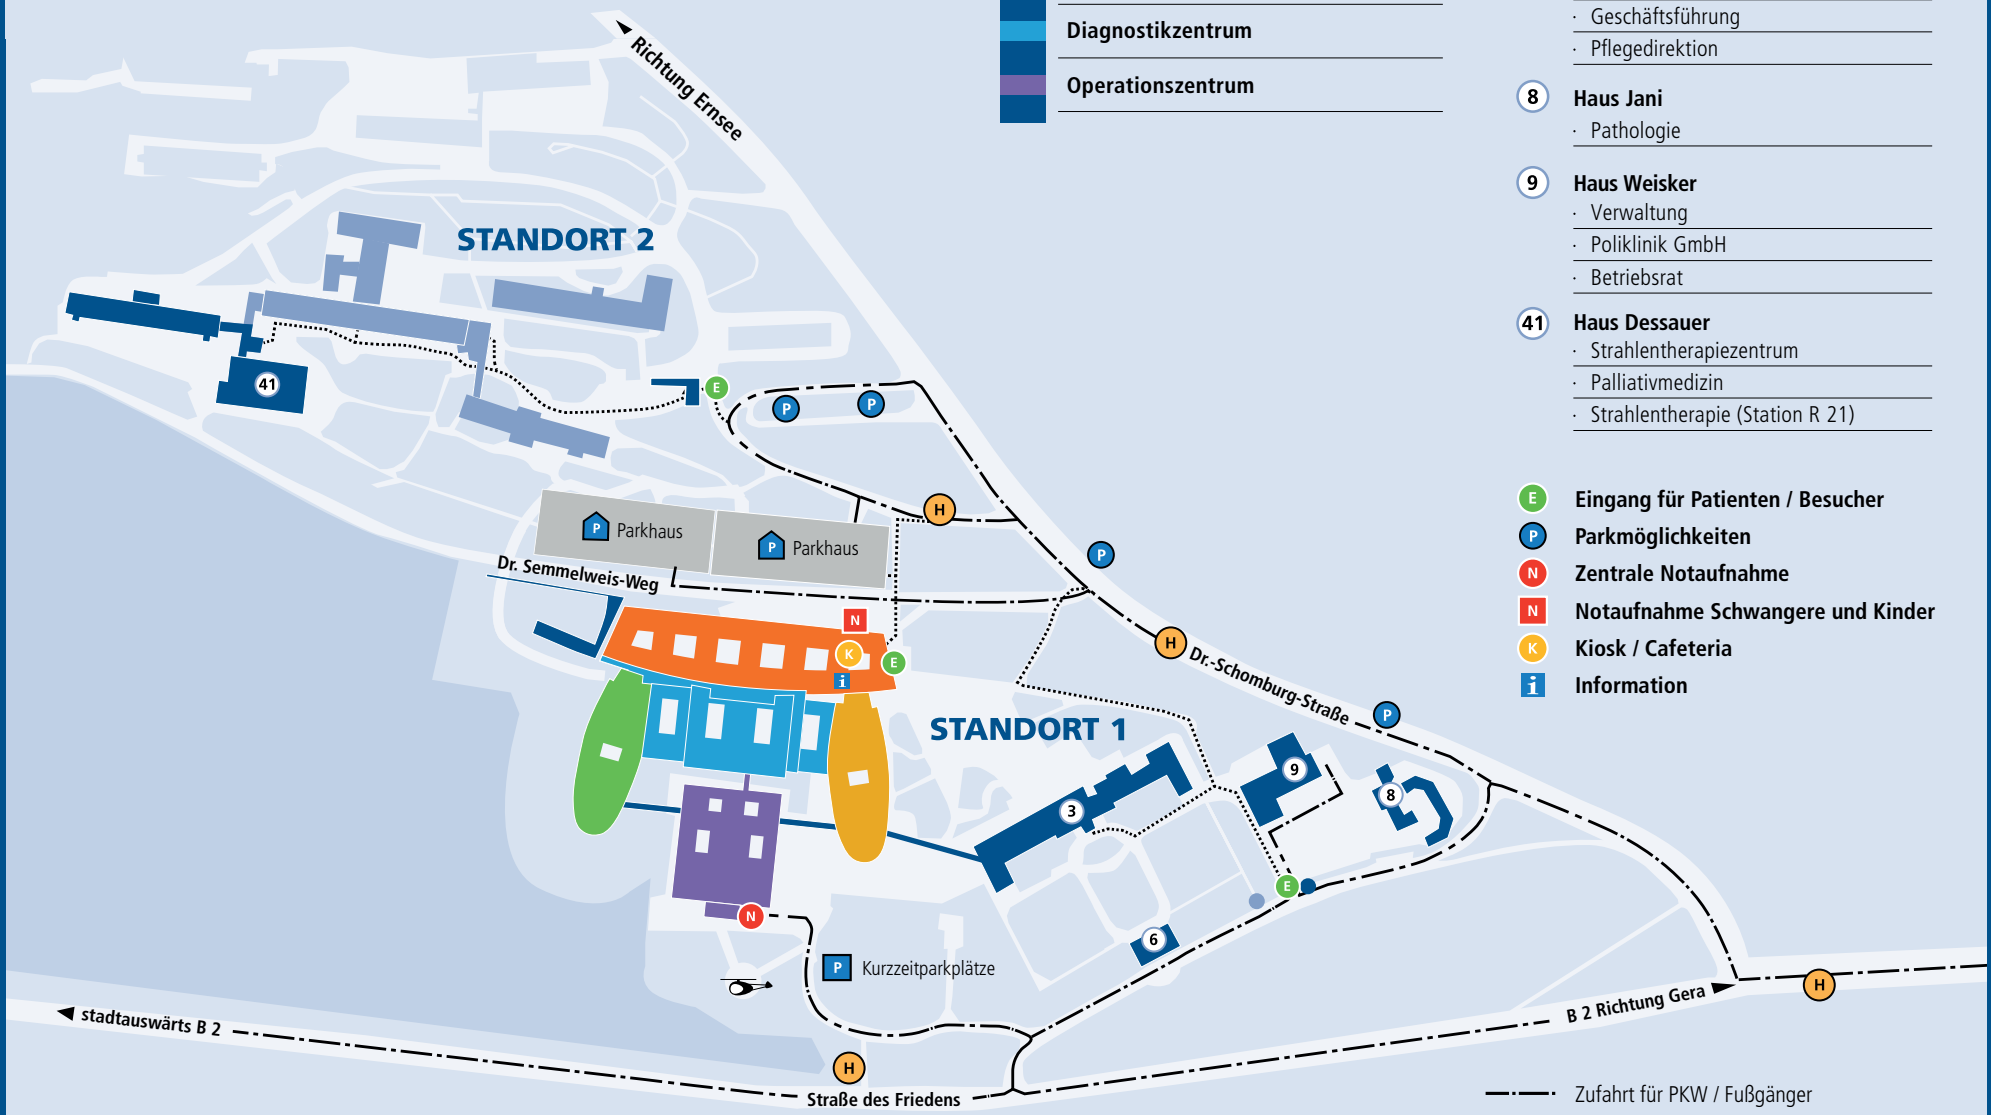 Richtung Ernsee
Diagnostikzentrum
Operationszentrum
· Geschäftsführung
· Pflegedirektion
8 Haus Jani
· Pathologie
9 Haus Weisker
· Verwaltung
· Poliklinik GmbH
· Betriebsrat
41 Haus Dessauer
· Strahlentherapiezentrum
· Palliativmedizin
· Strahlentherapie (Station R 21)
E Eingang für Patienten / Besucher
P Parkmöglichkeiten
N Zentrale Notaufnahme
N Notaufnahme Schwangere und Kinder
K Kiosk / Cafeteria
i Information
Zufahrt für PKW / Fußgänger
STANDORT 2
41
E
P
P
H
P Parkhaus
P Parkhaus
P
Dr. Semmelweis-Weg
N
K
E
i
H
Dr.-Schomburg-Straße
P
STANDORT 1
9
8
3
E
N
6
P Kurzzeitparkplätze
H
B 2 Richtung Gera
stadtauswärts B 2
H
Straße des Friedens